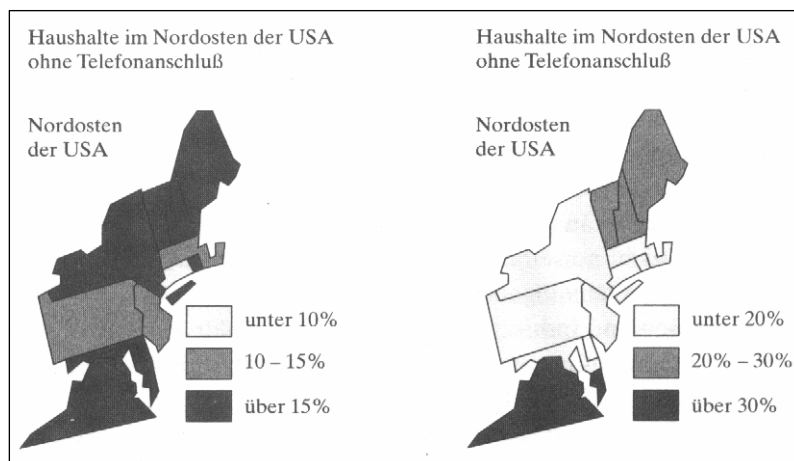 Haushalte im Nordosten der USA
ohne Telefonanschluß
Nordosten
der USA
unter 10%
10 – 15%
über 15%
Haushalte im Nordosten der USA
ohne Telefonanschluß
Nordosten
der USA
unter 20%
20% – 30%
über 30%